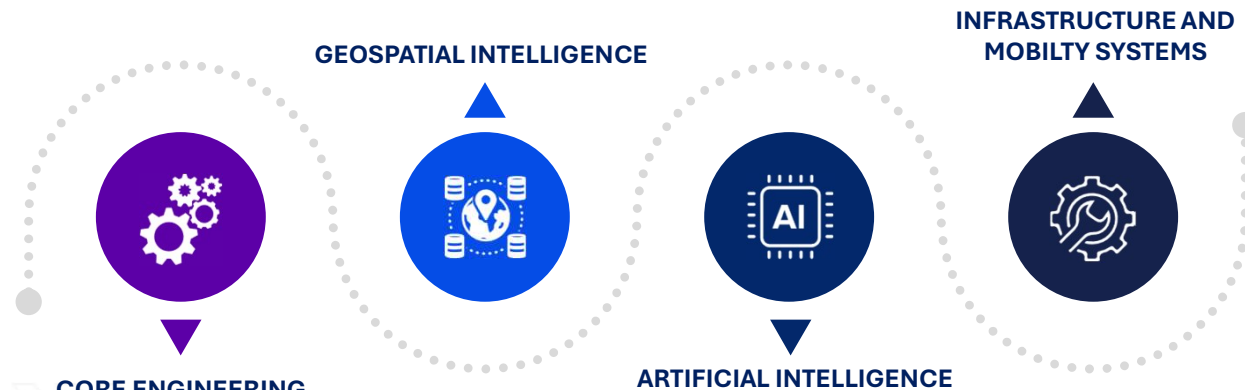 INFRASTRUCTURE AND
MOBILTY SYSTEMS
GEOSPATIAL INTELLIGENCE
AI
CORE ENGINEERING
ARTIFICIAL INTELLIGENCE